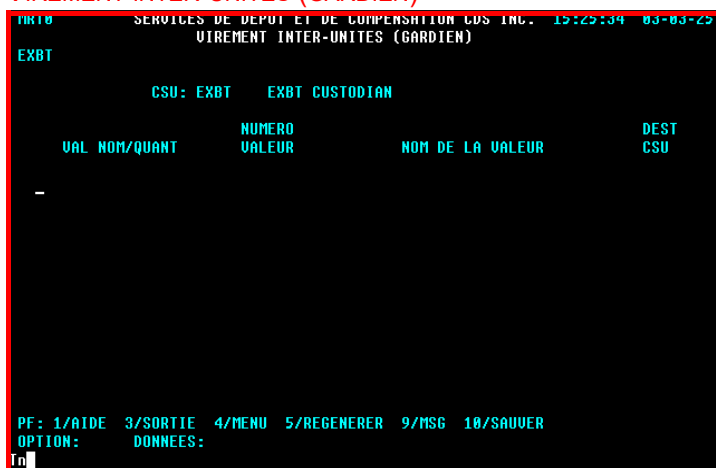 VIREMENT INTER-UNITES (GARDIEN)
MRT0 SERVICES DE DEPOT ET DE COMPENSATION CDS INC. 15:25:34 03-03-25
VIREMENT INTER-UNITES (GARDIEN)
EXBT
CSU: EXBT EXBT CUSTODIAN
NUMERO DEST
VAL NOM/QUANT VALEUR NOM DE LA VALEUR CSU
_
PF: 1/AIDE 3/SORTIE 4/MENU 5/REGENERER 9/MSG 10/SAUVER
OPTION: DONNEES:
In